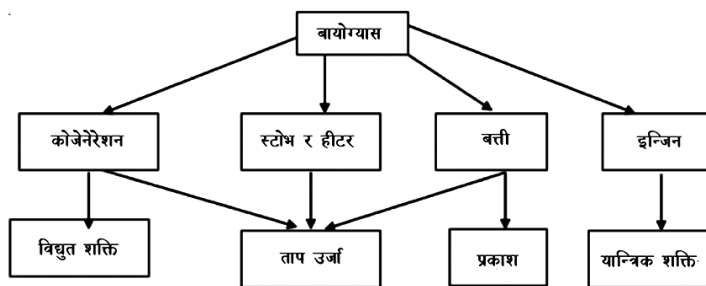 बायोग्यास
कोजेनेरेशन
स्टोभ र हीटर
बत्ती
इन्जिन
विद्युत शक्ति
ताप उर्जा
प्रकाश
यान्त्रिक शक्ति